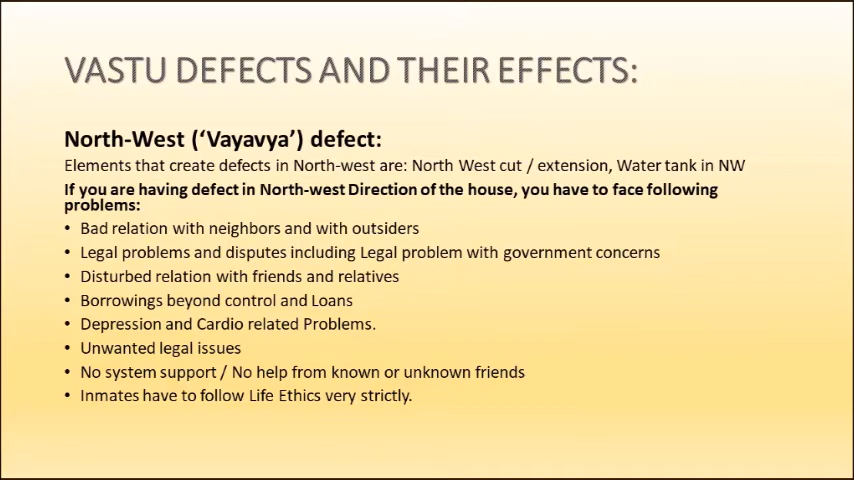 VASTU DEFECTS AND THEIR EFFECTS:
North-West (‘Vayavya’) defect:
Elements that create defects in North-west are: North West cut / extension, Water tank in NW
If you are having defect in North-west Direction of the house, you have to face following
problems:
• Bad relation with neighbors and with outsiders
• Legal problems and disputes including Legal problem with government concerns
• Disturbed relation with friends and relatives
• Borrowings beyond control and Loans
• Depression and Cardio related Problems.
• Unwanted legal issues
• No system support / No help from known or unknown friends
• Inmates have to follow Life Ethics very strictly.